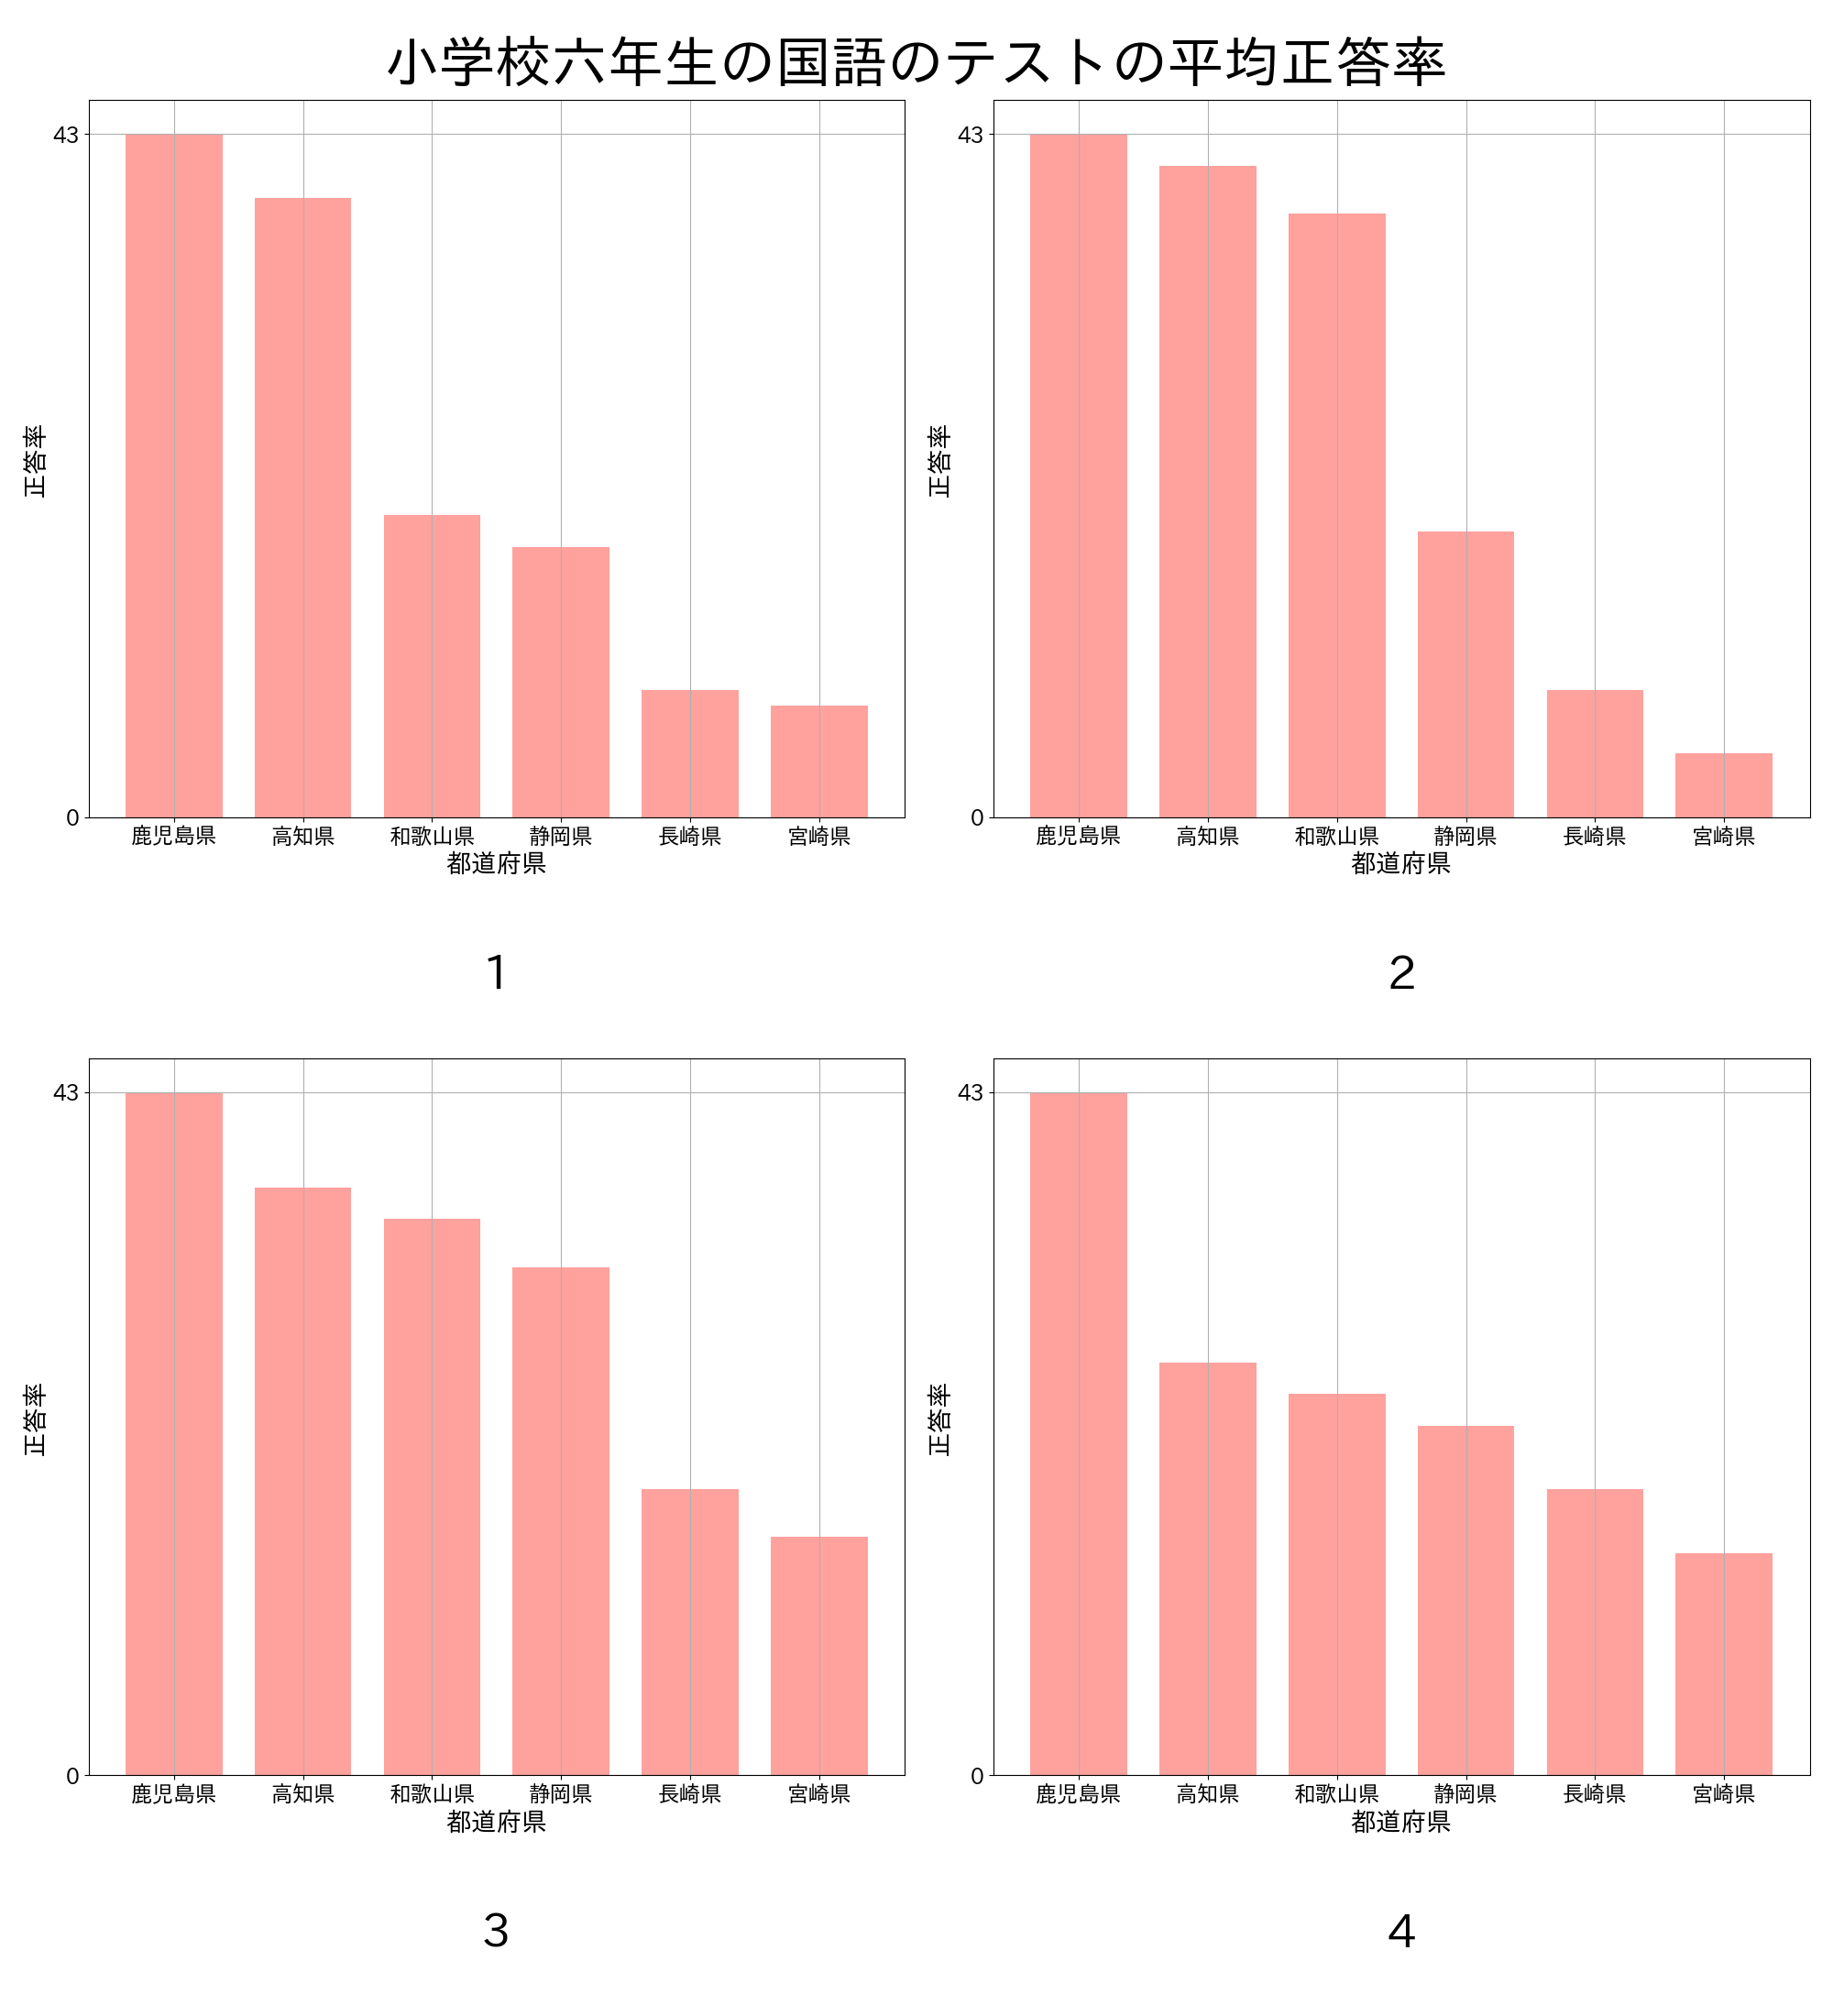 小学校六年生の国語のテストの平均正答率
43
正答率
0
鹿児島県 高知県 和歌山県 静岡県 長崎県 宮崎県
都道府県
1
43
正答率
0
鹿児島県 高知県 和歌山県 静岡県 長崎県 宮崎県
都道府県
2
43
正答率
0
鹿児島県 高知県 和歌山県 静岡県 長崎県 宮崎県
都道府県
3
43
正答率
0
鹿児島県 高知県 和歌山県 静岡県 長崎県 宮崎県
都道府県
4